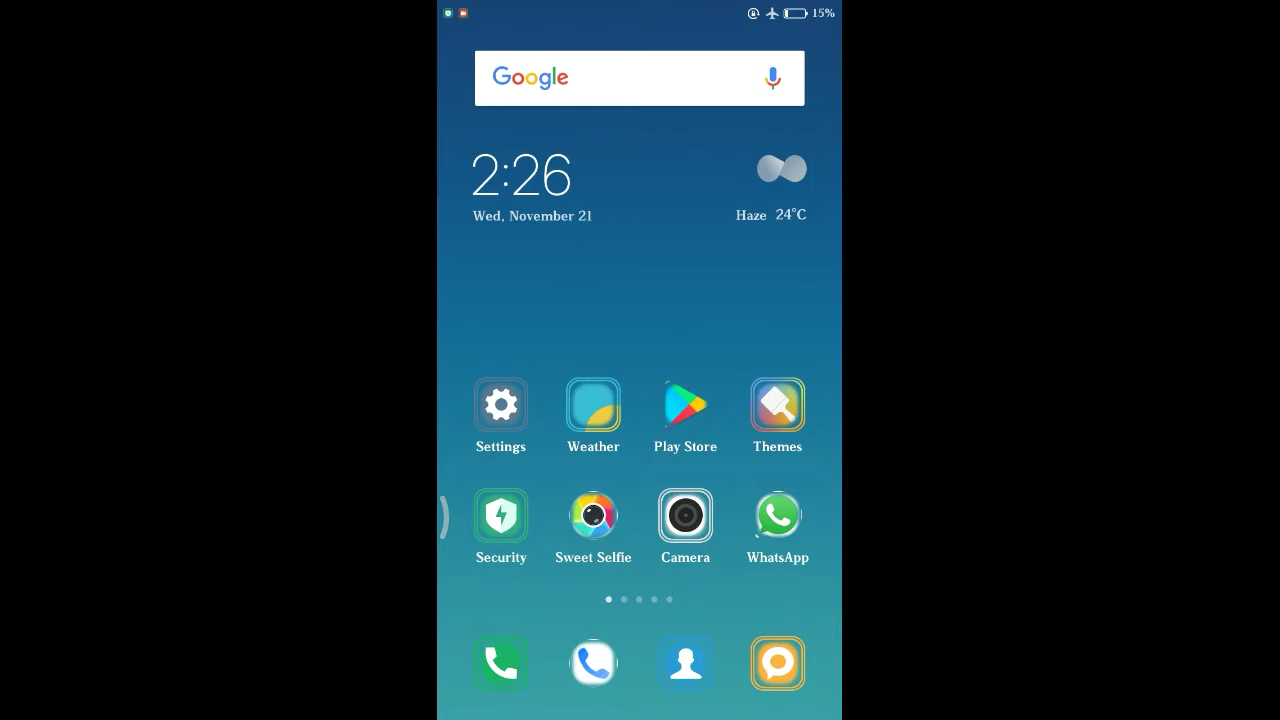 15%
Google
2:26
Wed, November 21
Haze 24°C
Settings Weather Play Store Themes
Security Sweet Selfie Camera WhatsApp